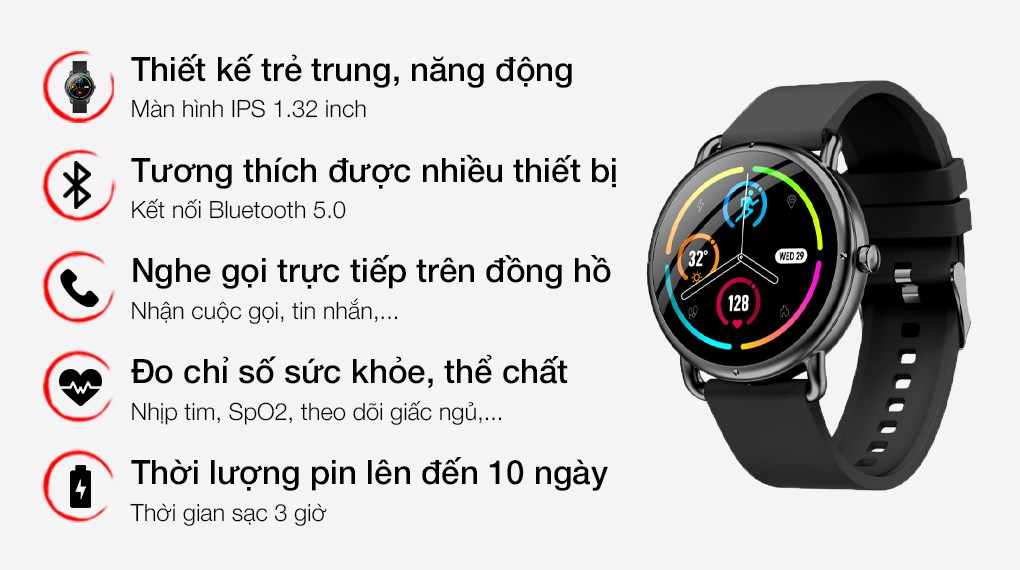 Thiết kế trẻ trung, năng động
Màn hình IPS 1.32 inch
Tương thích được nhiều thiết bị
Kết nối Bluetooth 5.0
Nghe gọi trực tiếp trên đồng hồ
Nhận cuộc gọi, tin nhắn,...
Đo chỉ số sức khỏe, thể chất
Nhịp tim, SpO2, theo dõi giấc ngủ,...
Thời lượng pin lên đến 10 ngày
Thời gian sạc 3 giờ
32°
WED 29
128